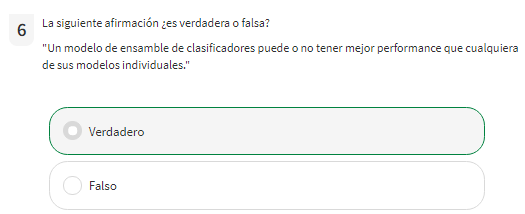 6
La siguiente afirmación ¿es verdadera o falsa?
"Un modelo de ensamble de clasificadores puede o no tener mejor performance que cualquiera
de sus modelos individuales."
Verdadero
Falso